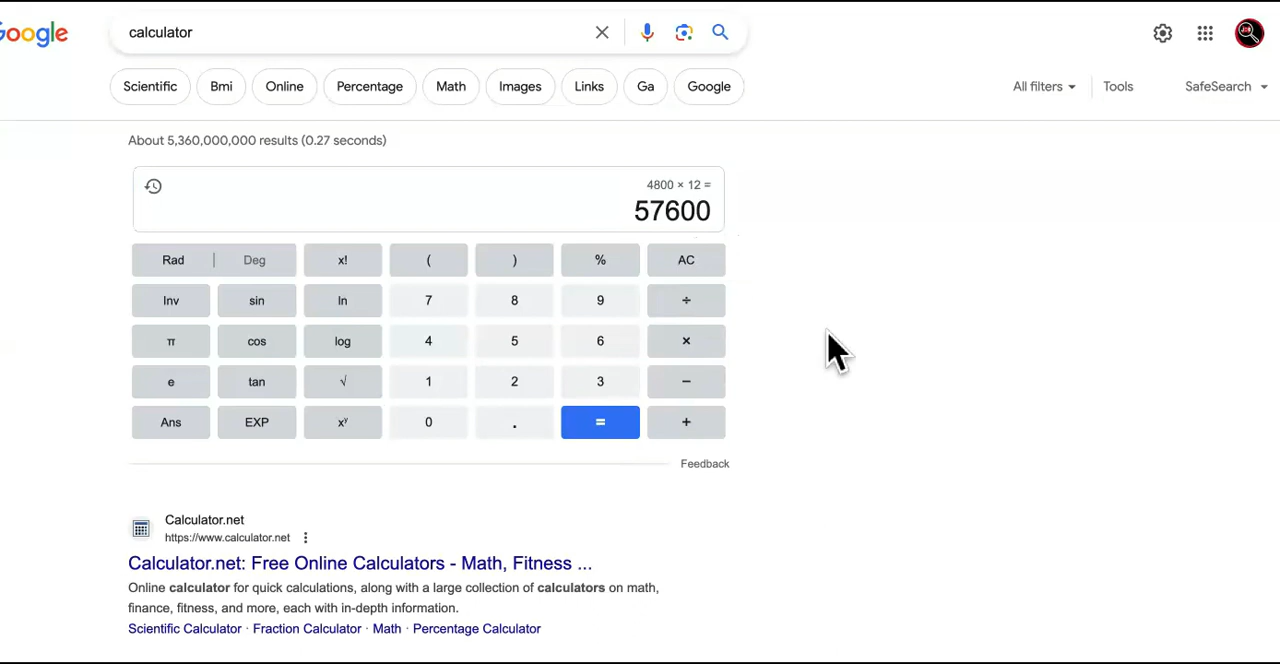 Google
calculator
Scientific Bmi Online Percentage Math Images Links Ga Google All filters Tools SafeSearch
About 5,360,000,000 results (0.27 seconds)
4800 × 12 =
57600
Rad | Deg x! ( ) % AC
Inv sin ln 7 8 9 ÷
π cos log 4 5 6 ×
e tan √ 1 2 3 −
Ans EXP xʸ 0 . = +
Feedback
Calculator.net
https://www.calculator.net
Calculator.net: Free Online Calculators - Math, Fitness ...
Online calculator for quick calculations, along with a large collection of calculators on math,
finance, fitness, and more, each with in-depth information.
Scientific Calculator · Fraction Calculator · Math · Percentage Calculator